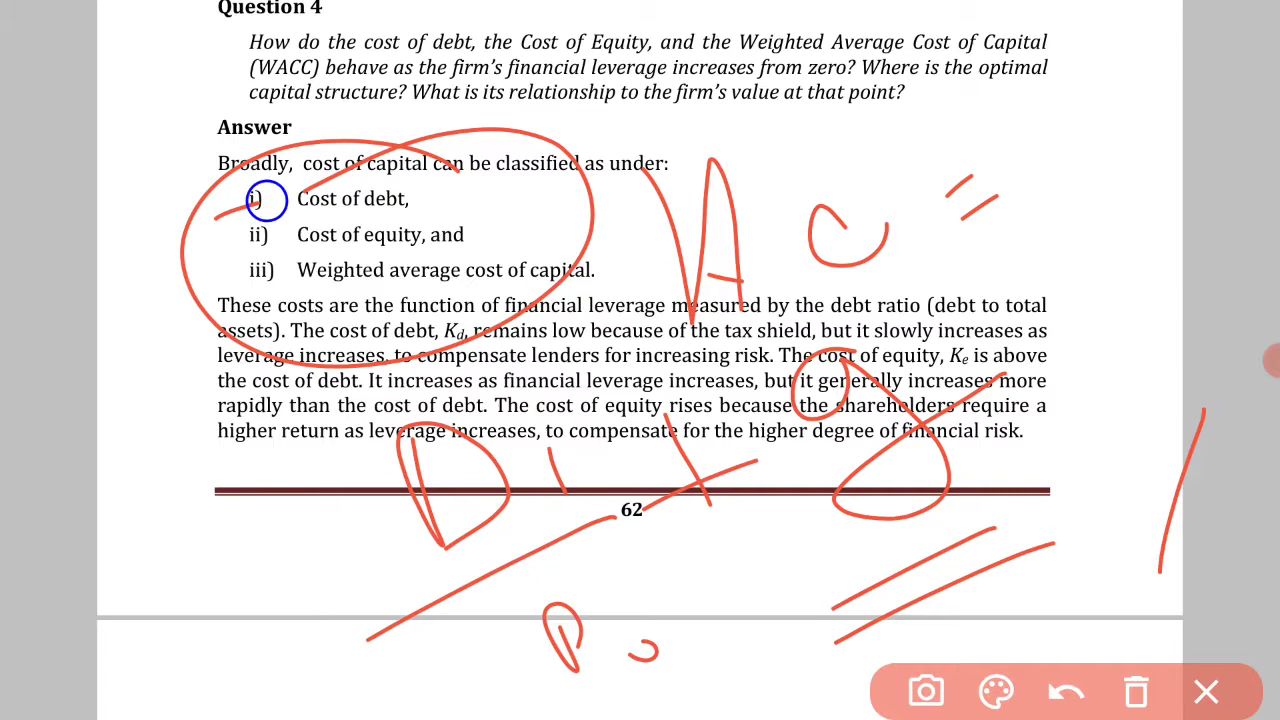 Question 4
How do the cost of debt, the Cost of Equity, and the Weighted Average Cost of Capital
(WACC) behave as the firm's financial leverage increases from zero? Where is the optimal
capital structure? What is its relationship to the firm's value at that point?
Answer
Broadly, cost of capital can be classified as under:
i) Cost of debt,
ii) Cost of equity, and
iii) Weighted average cost of capital.
These costs are the function of financial leverage measured by the debt ratio (debt to total
assets). The cost of debt, Kd, remains low because of the tax shield, but it slowly increases as
leverage increases, to compensate lenders for increasing risk. The cost of equity, Ke is above
the cost of debt. It increases as financial leverage increases, but it generally increases more
rapidly than the cost of debt. The cost of equity rises because the shareholders require a
higher return as leverage increases, to compensate for the higher degree of financial risk.
62